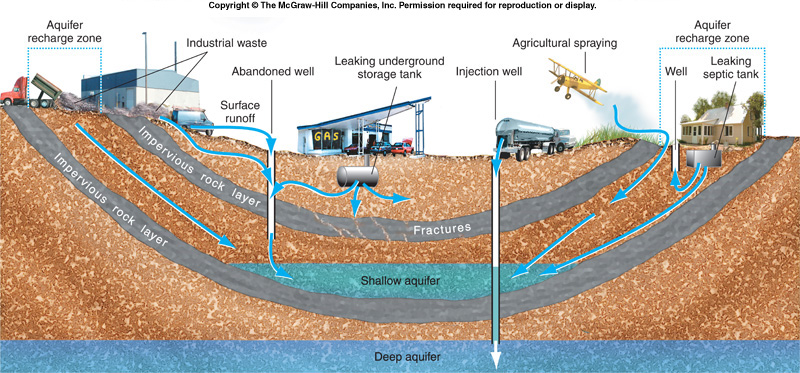 Copyright © The McGraw-Hill Companies, Inc. Permission required for reproduction or display.
Aquifer
recharge zone
Industrial waste
Abandoned well
Surface
runoff
Leaking underground
storage tank
Injection well
Agricultural spraying
Well
Aquifer
recharge zone
Leaking
septic tank
GAS
Impervious rock layer
Impervious rock layer
Fractures
Shallow aquifer
Deep aquifer